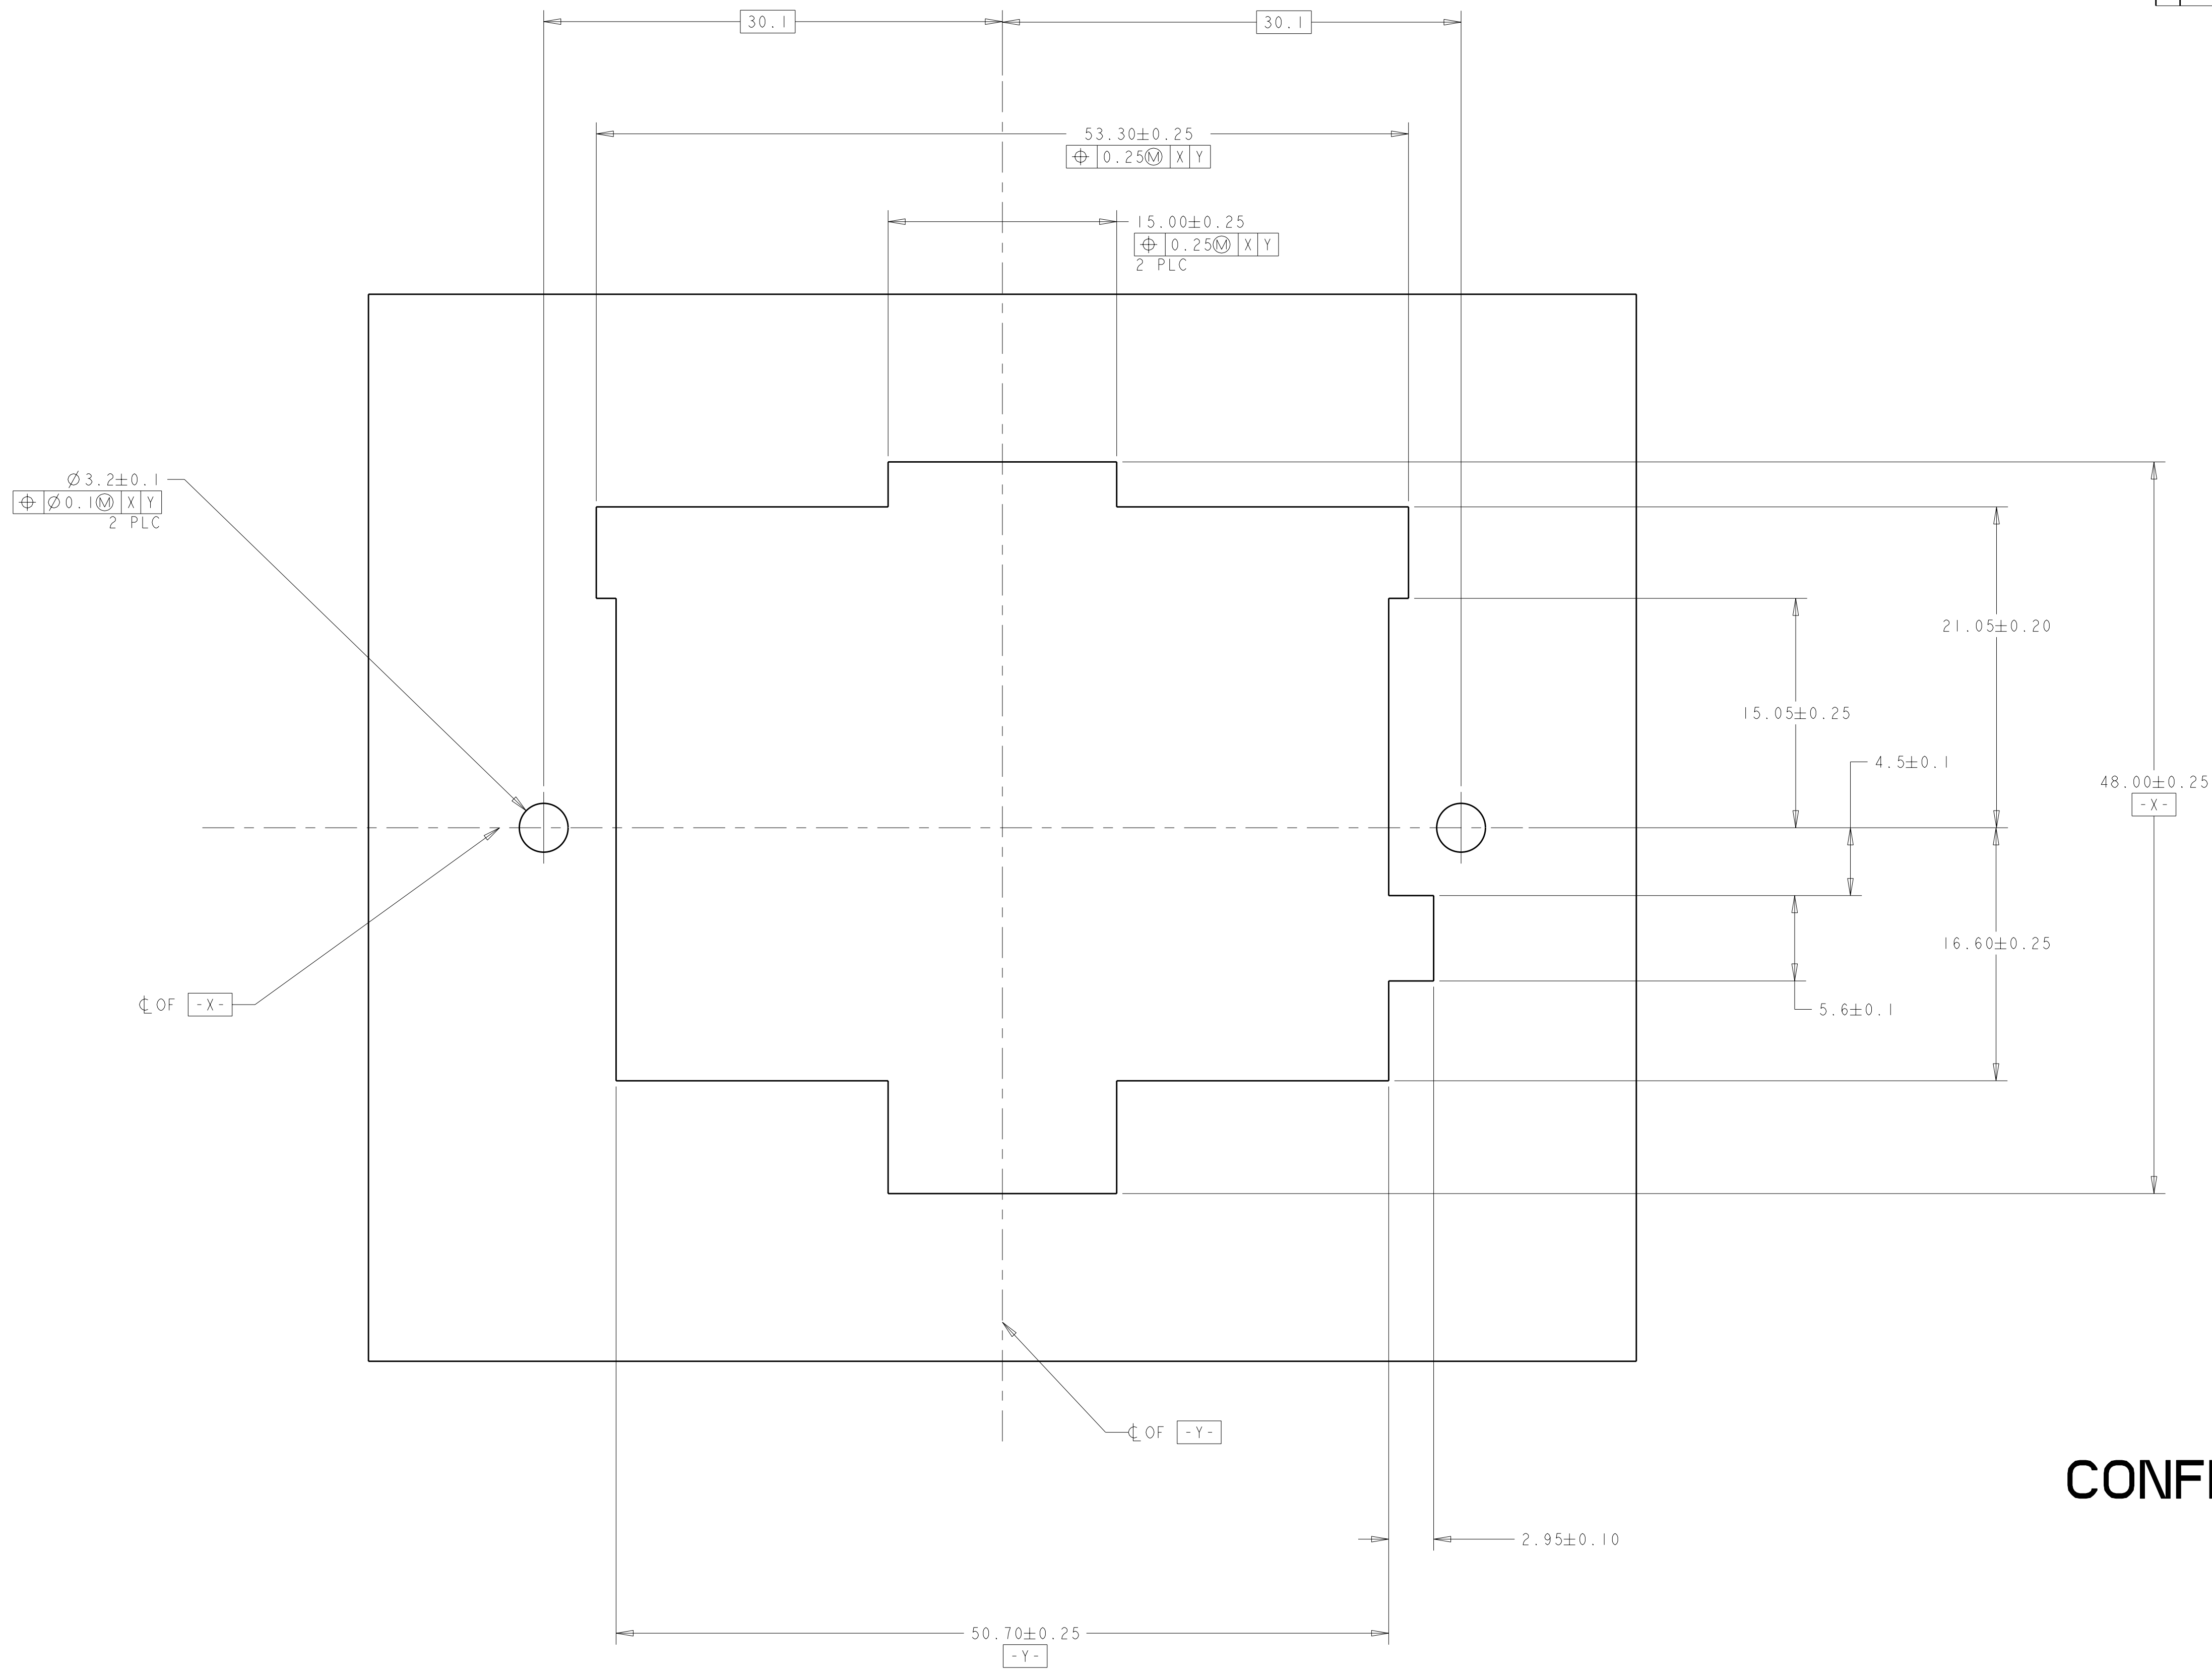 30.1
30.1
53.30±0.25
⌖ 0.25Ⓜ X Y
15.00±0.25
⌖ 0.25Ⓜ X Y
2 PLC
⌀3.2±0.1
⌖ ⌀0.1Ⓜ X Y
2 PLC
21.05±0.20
15.05±0.25
4.5±0.1
48.00±0.25
-X-
16.60±0.25
℄ OF -X-
5.6±0.1
℄ OF -Y-
2.95±0.10
50.70±0.25
-Y-